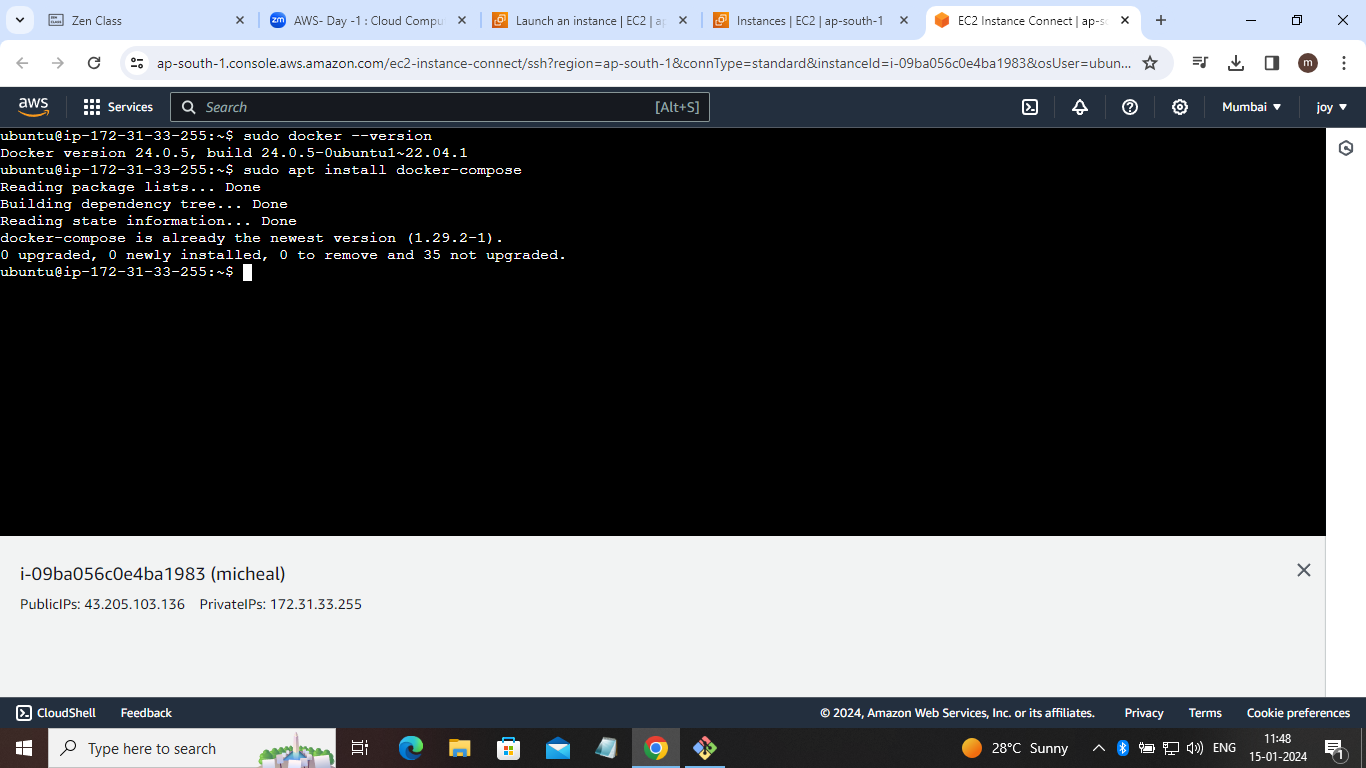 Zen Class
zm
AWS- Day -1 : Cloud Compu
Launch an instance | EC2 | ap
Instances | EC2 | ap-south-1
EC2 Instance Connect | ap-so
ap-south-1.console.aws.amazon.com/ec2-instance-connect/ssh?region=ap-south-1&connType=standard&instanceId=i-09ba056c0e4ba1983&osUser=ubun...
m
aws
Services
Search
[Alt+S]
Mumbai
joy
ubuntu@ip-172-31-33-255:~$ sudo docker --version
Docker version 24.0.5, build 24.0.5-0ubuntu1~22.04.1
ubuntu@ip-172-31-33-255:~$ sudo apt install docker-compose
Reading package lists... Done
Building dependency tree... Done
Reading state information... Done
docker-compose is already the newest version (1.29.2-1).
0 upgraded, 0 newly installed, 0 to remove and 35 not upgraded.
ubuntu@ip-172-31-33-255:~$
i-09ba056c0e4ba1983 (micheal)
PublicIPs: 43.205.103.136 PrivateIPs: 172.31.33.255
CloudShell
Feedback
© 2024, Amazon Web Services, Inc. or its affiliates.
Privacy
Terms
Cookie preferences
Type here to search
28°C Sunny
ENG
11:48
15-01-2024
1